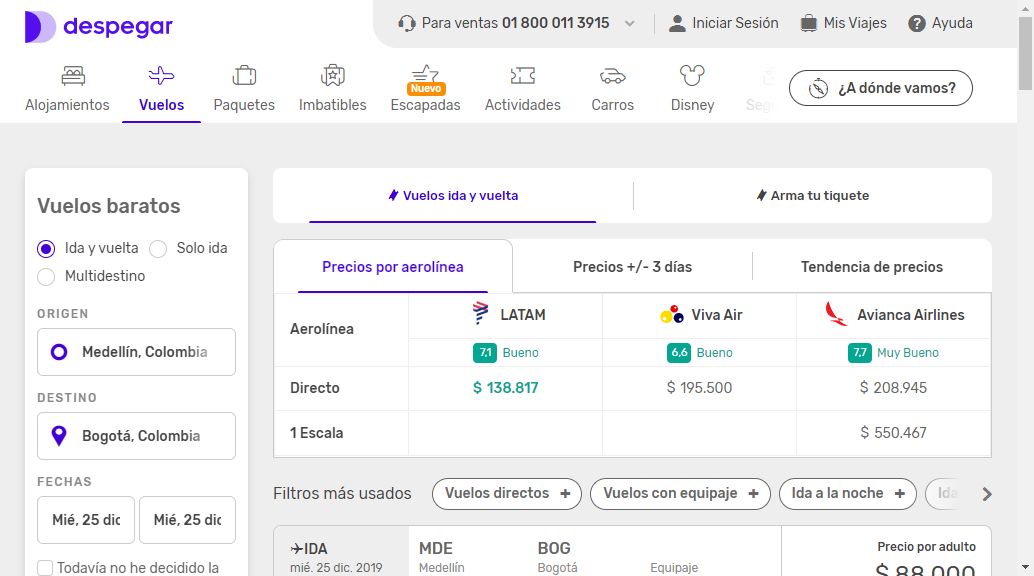 despegar
Para ventas 01 800 011 3915
Iniciar Sesión
Mis Viajes
? Ayuda
Alojamientos
Vuelos
Paquetes
Imbatibles
Nuevo
Escapadas
Actividades
Carros
Disney
Seg
¿A dónde vamos?
Vuelos baratos
Ida y vuelta
Solo ida
Multidestino
ORIGEN
Medellín, Colombia
DESTINO
Bogotá, Colombia
FECHAS
Mié, 25 dic
Mié, 25 dic
Todavía no he decidido la
Vuelos ida y vuelta
Arma tu tiquete
Precios por aerolínea
Precios +/- 3 días
Tendencia de precios
Aerolínea
LATAM
Viva Air
Avianca Airlines
7,1 Bueno
6,6 Bueno
7,7 Muy Bueno
Directo
$ 138.817
$ 195.500
$ 208.945
1 Escala
$ 550.467
Filtros más usados
Vuelos directos +
Vuelos con equipaje +
Ida a la noche +
Ida
IDA
mié. 25 dic. 2019
MDE
Medellín
BOG
Bogotá
Equipaje
Precio por adulto
$ 88.000